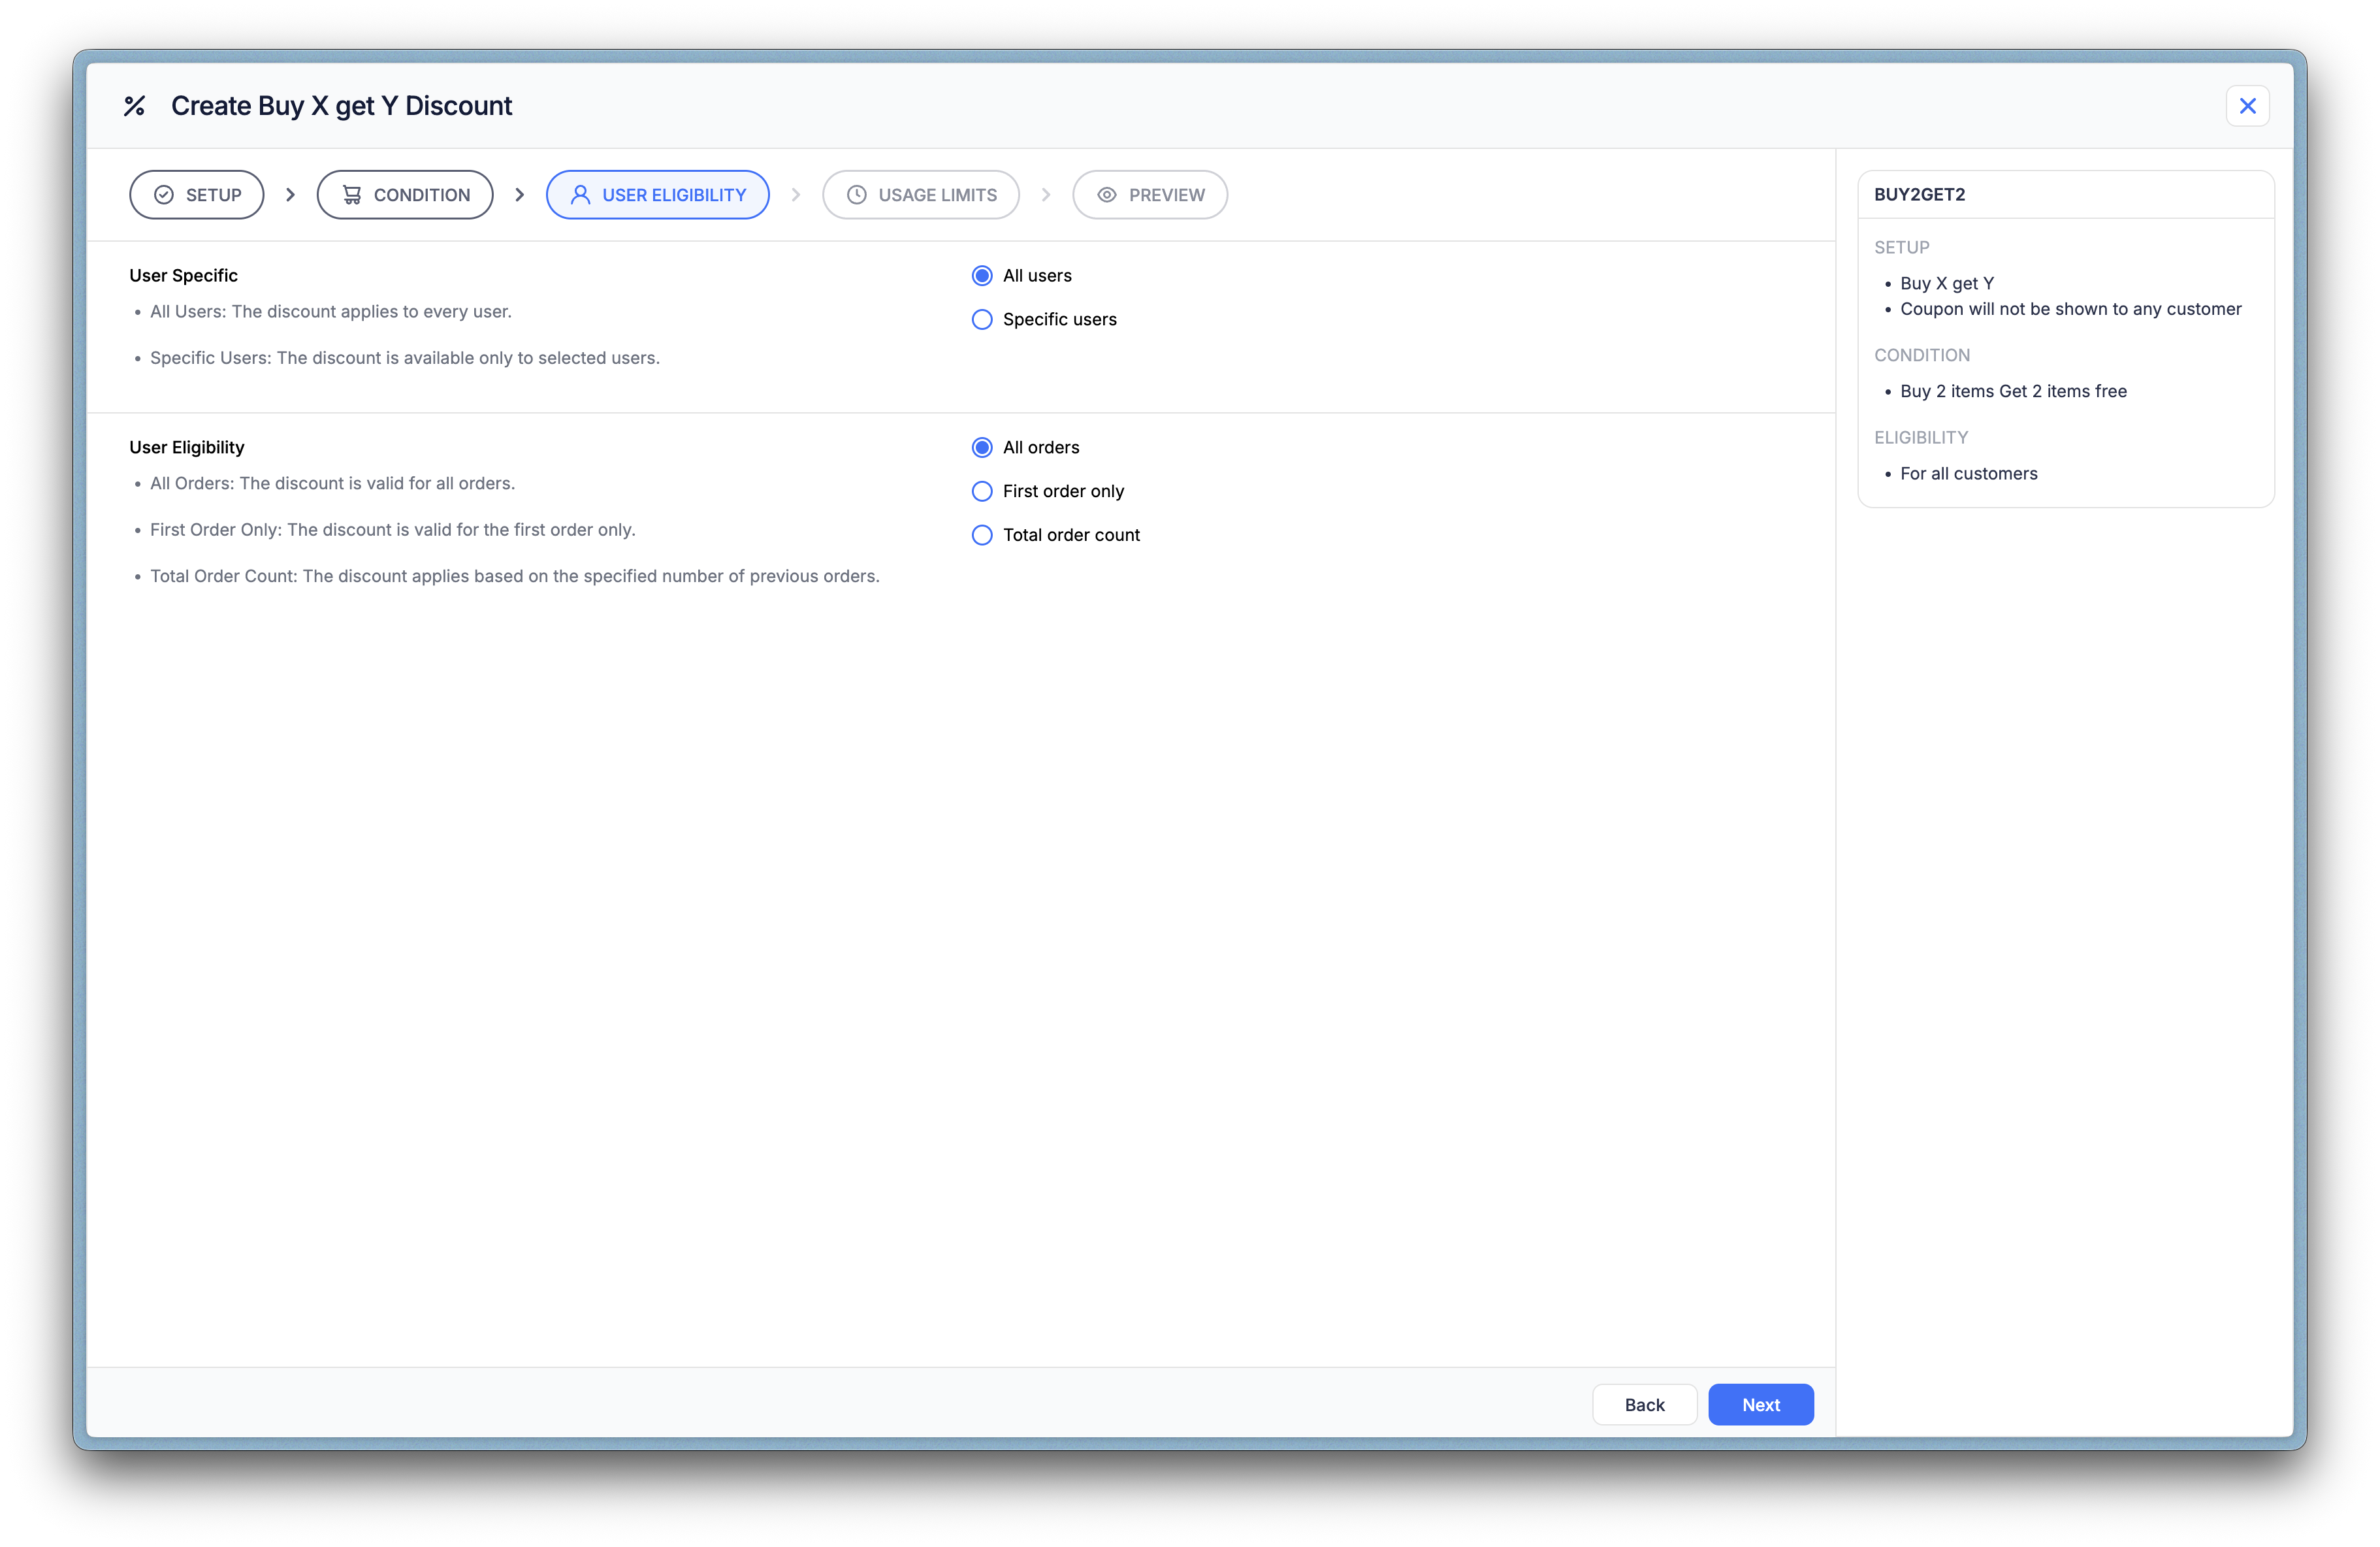 Create Buy X get Y Discount
SETUP
CONDITION
USER ELIGIBILITY
USAGE LIMITS
PREVIEW
User Specific
• All Users: The discount applies to every user.
• Specific Users: The discount is available only to selected users.
All users
Specific users
User Eligibility
• All Orders: The discount is valid for all orders.
• First Order Only: The discount is valid for the first order only.
• Total Order Count: The discount applies based on the specified number of previous orders.
All orders
First order only
Total order count
Back
Next
BUY2GET2
SETUP
• Buy X get Y
• Coupon will not be shown to any customer
CONDITION
• Buy 2 items Get 2 items free
ELIGIBILITY
• For all customers